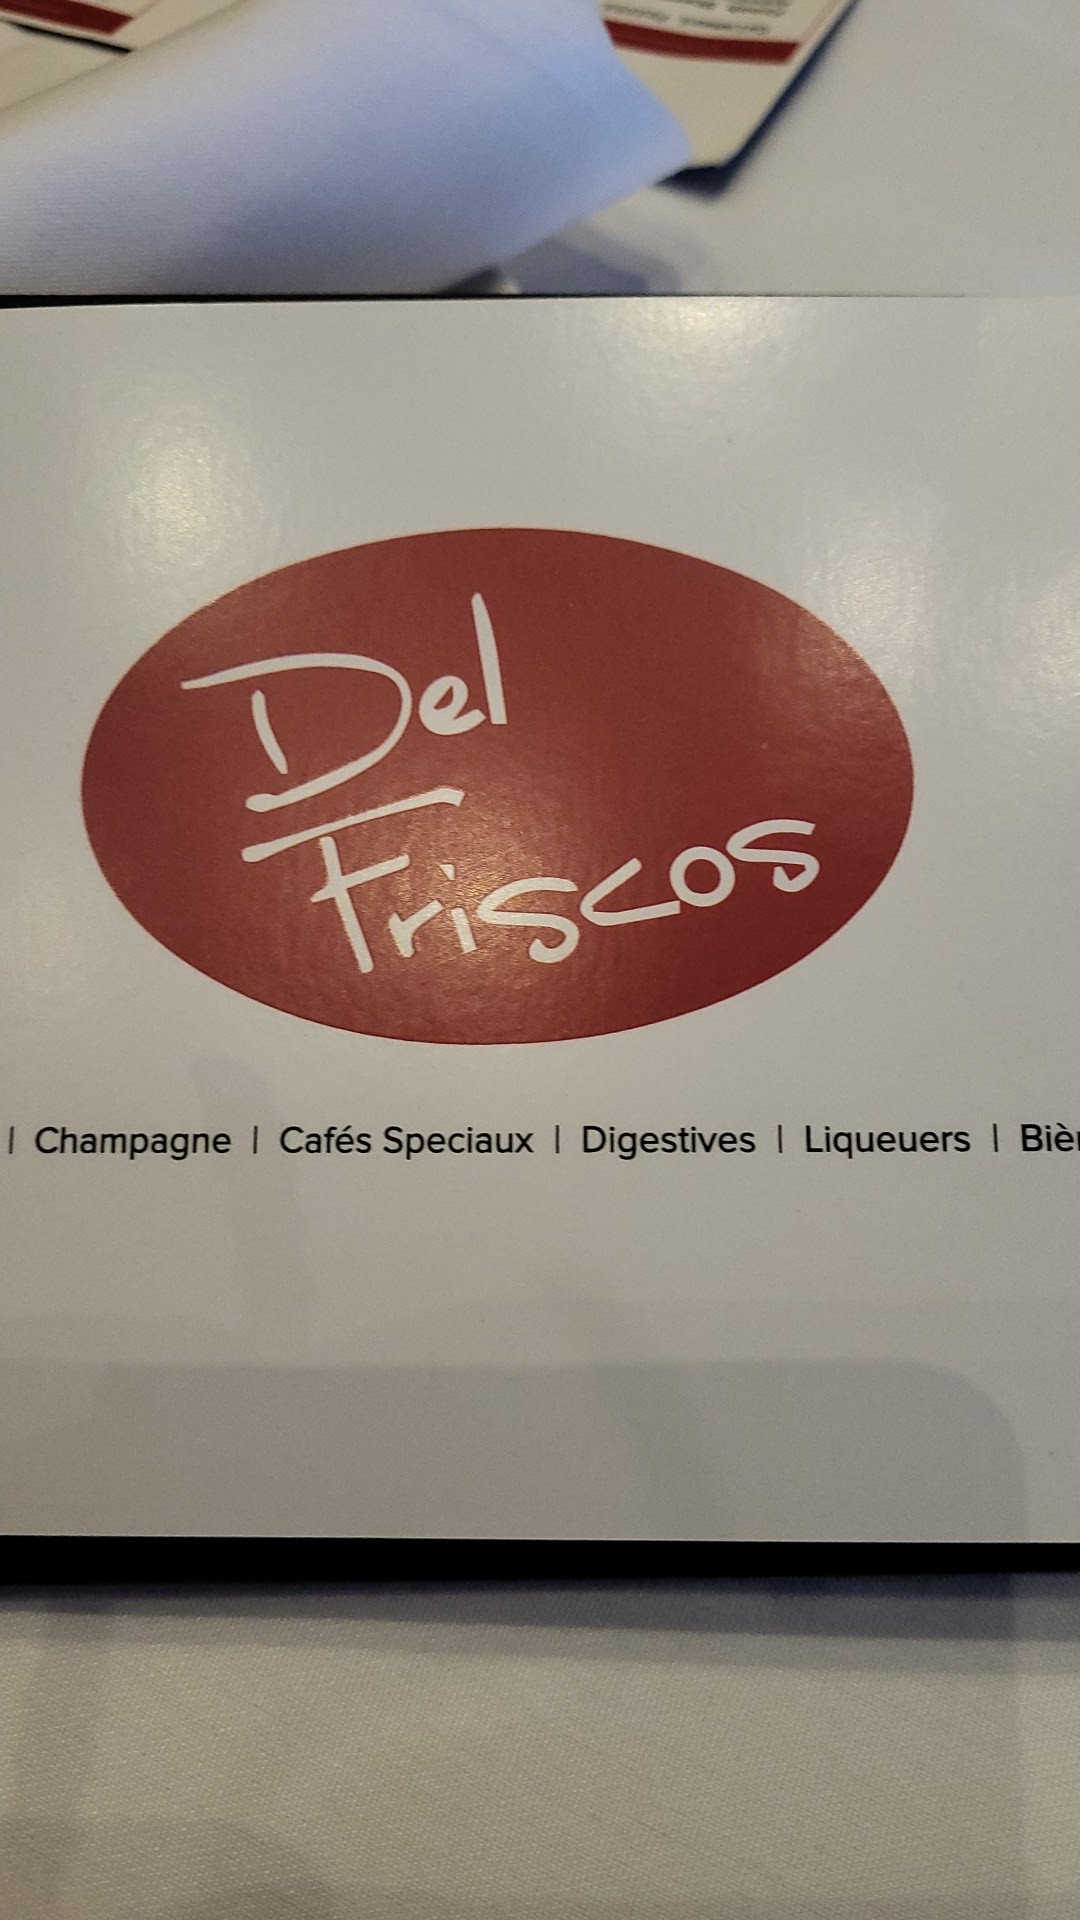 Del
Friscos
| Champagne | Cafés Speciaux | Digestives | Liqueuers |